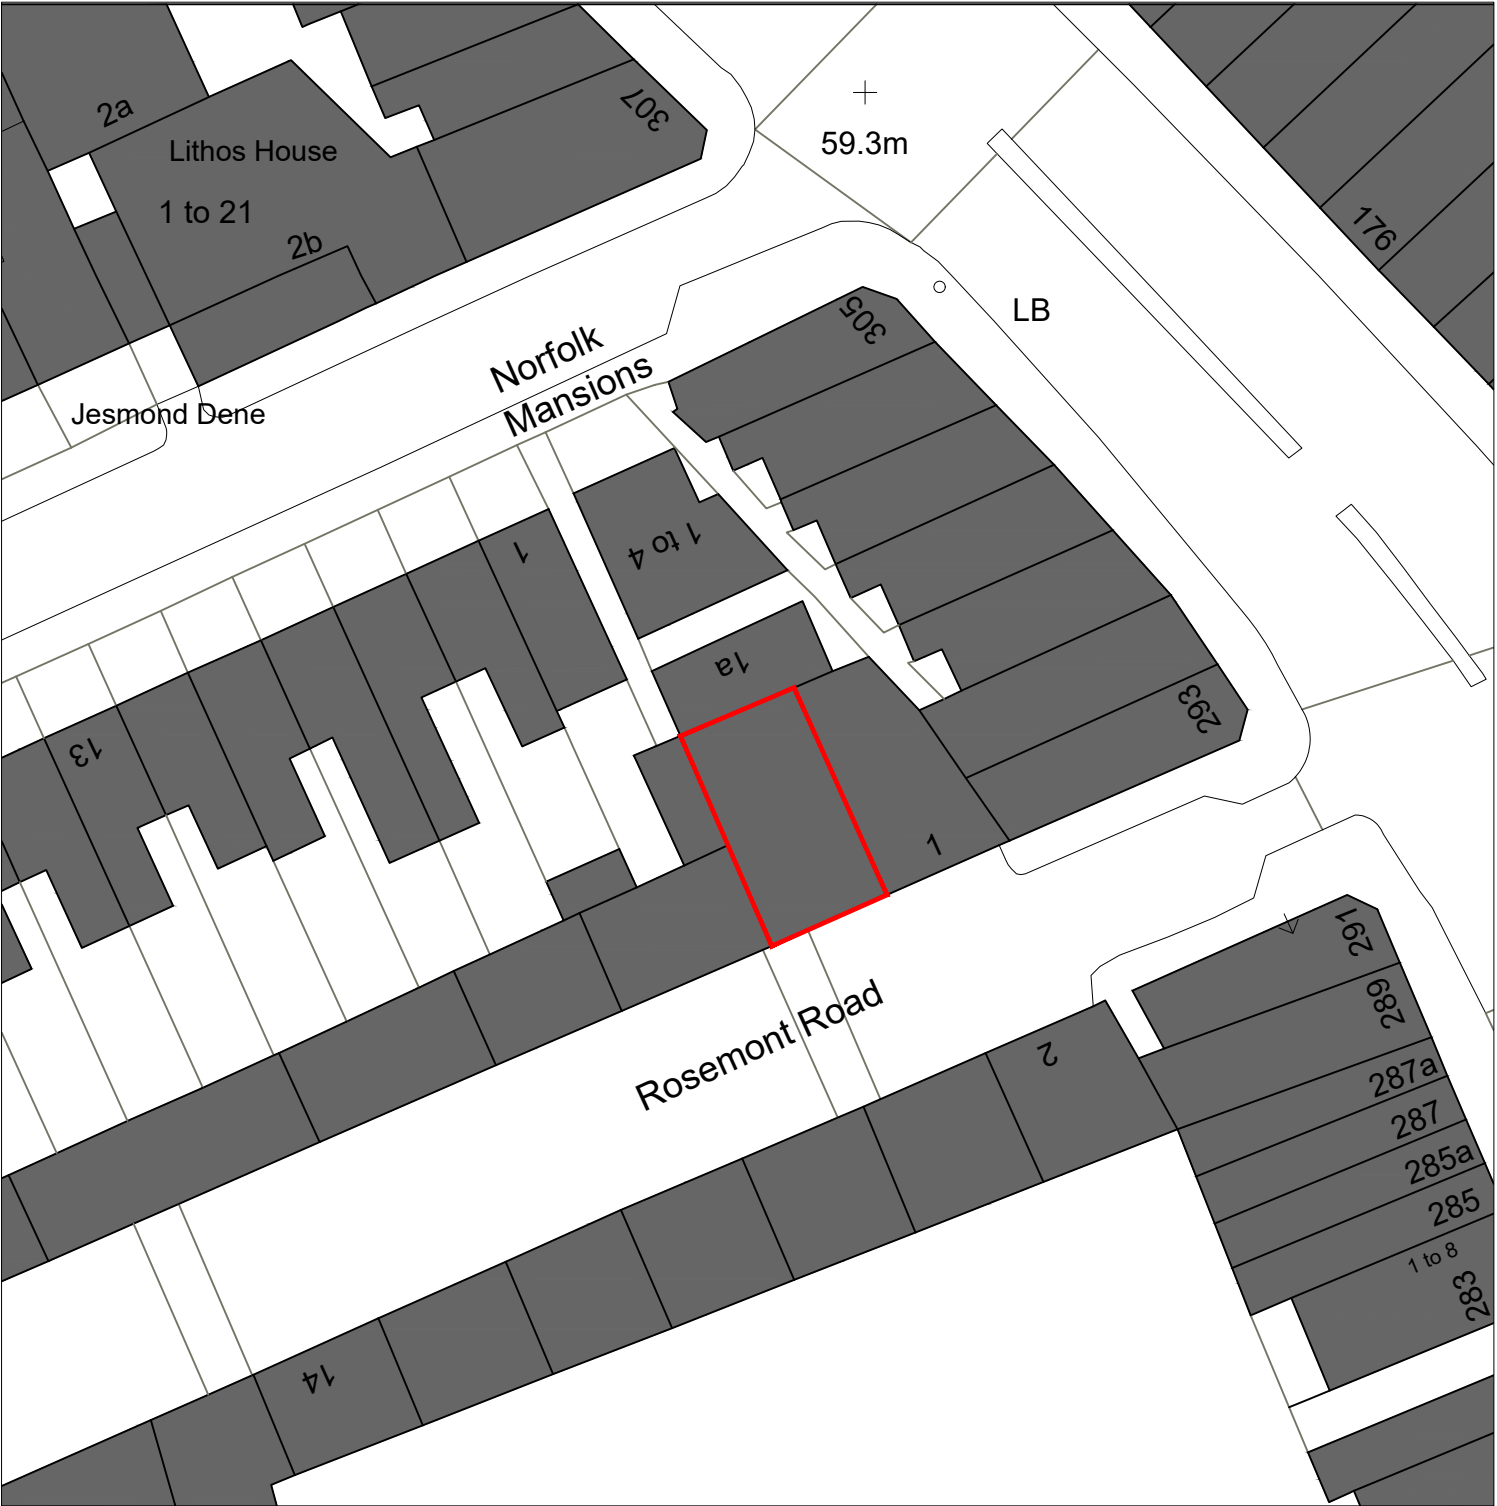 2a
307
Lithos House
59.3m
1 to 21
176
2b
305
LB
Norfolk
Mansions
Jesmond Dene
1
1 to 4
1a
293
13
1
291
289
Rosemont Road
2
287a
287
285a
285
1 to 8
283
14